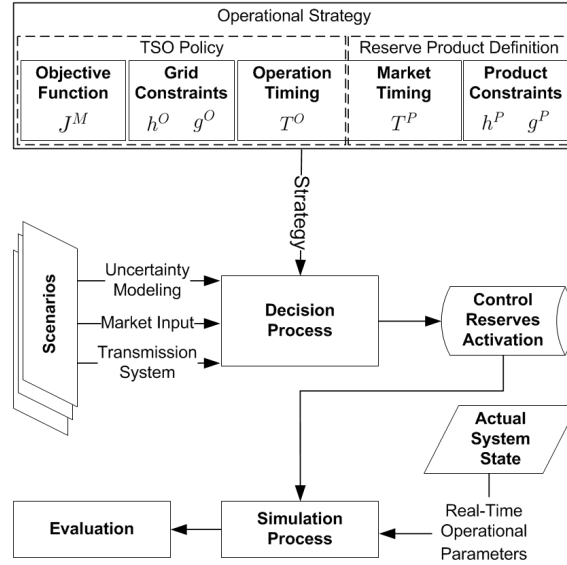 Operational Strategy
TSO Policy
Reserve Product Definition
Objective
Function
J^M
Grid
Constraints
h^O g^O
Operation
Timing
T^O
Market
Timing
T^P
Product
Constraints
h^P g^P
Strategy
Scenarios
Uncertainty
Modeling
Market Input
Transmission
System
Decision
Process
Control
Reserves
Activation
Actual
System
State
Real-Time
Operational
Parameters
Simulation
Process
Evaluation